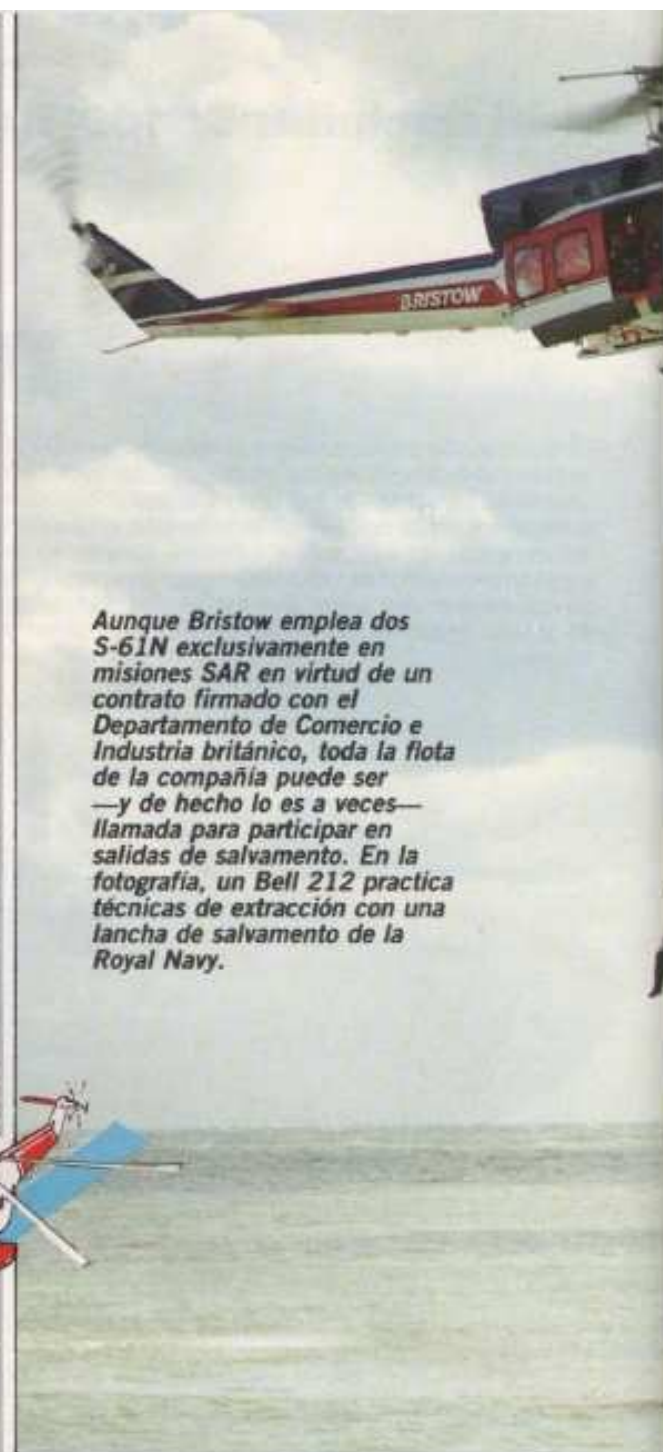 BRISTOW
Aunque Bristow emplea dos
S-61N exclusivamente en
misiones SAR en virtud de un
contrato firmado con el
Departamento de Comercio e
Industria británico, toda la flota
de la compañía puede ser
—y de hecho lo es a veces—
llamada para participar en
salidas de salvamento. En la
fotografía, un Bell 212 practica
técnicas de extracción con una
lancha de salvamento de la
Royal Navy.